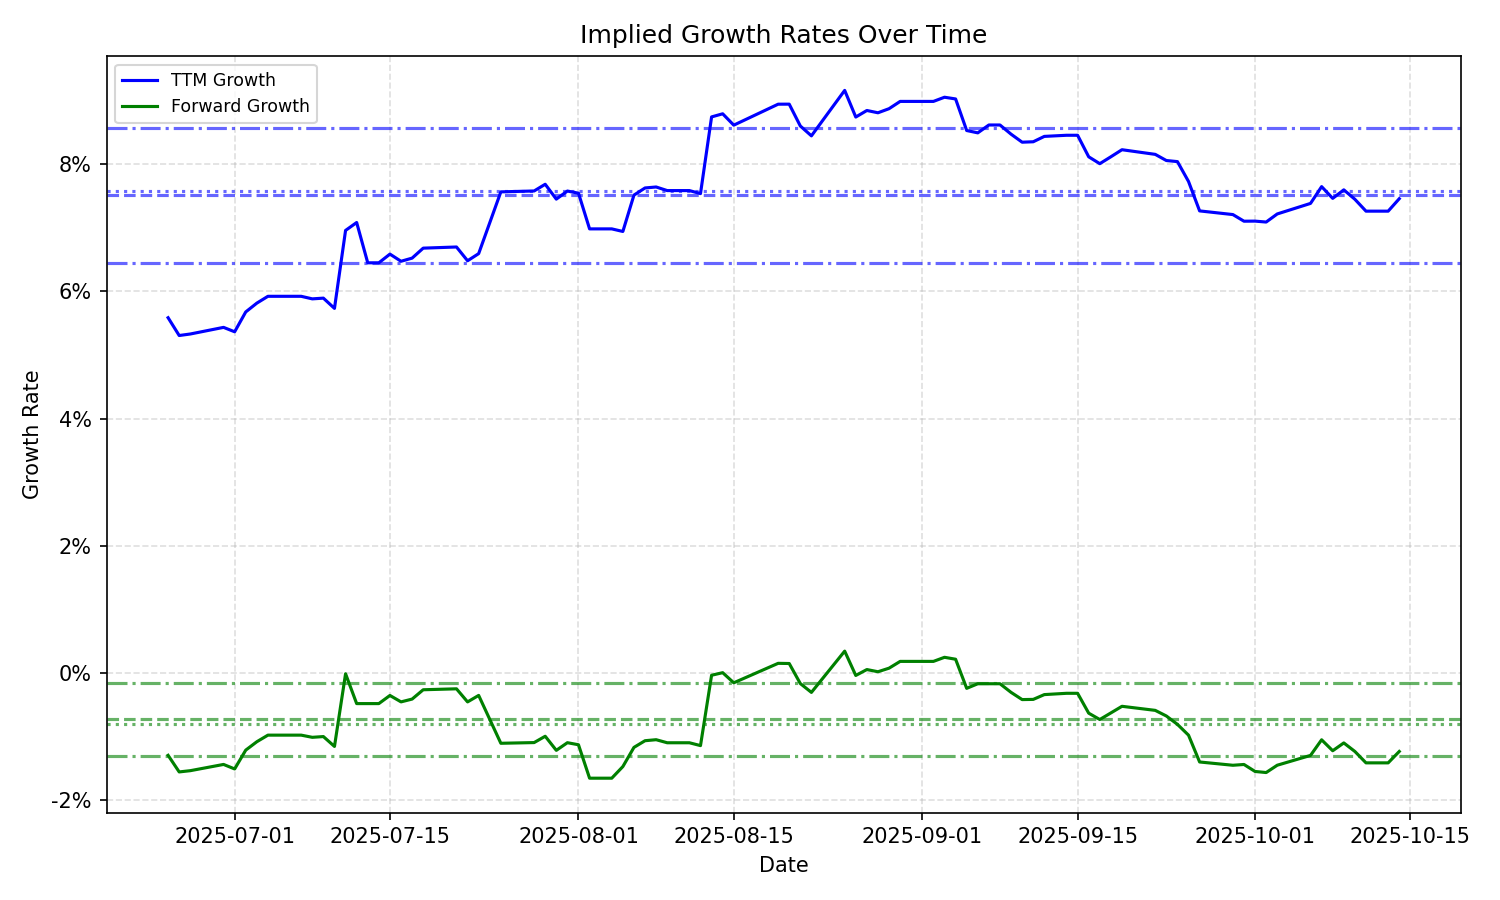 Implied Growth Rates Over Time
TTM Growth
Forward Growth
8%
6%
4%
2%
0%
-2%
Growth Rate
2025-07-01
2025-07-15
2025-08-01
2025-08-15
2025-09-01
2025-09-15
2025-10-01
2025-10-15
Date